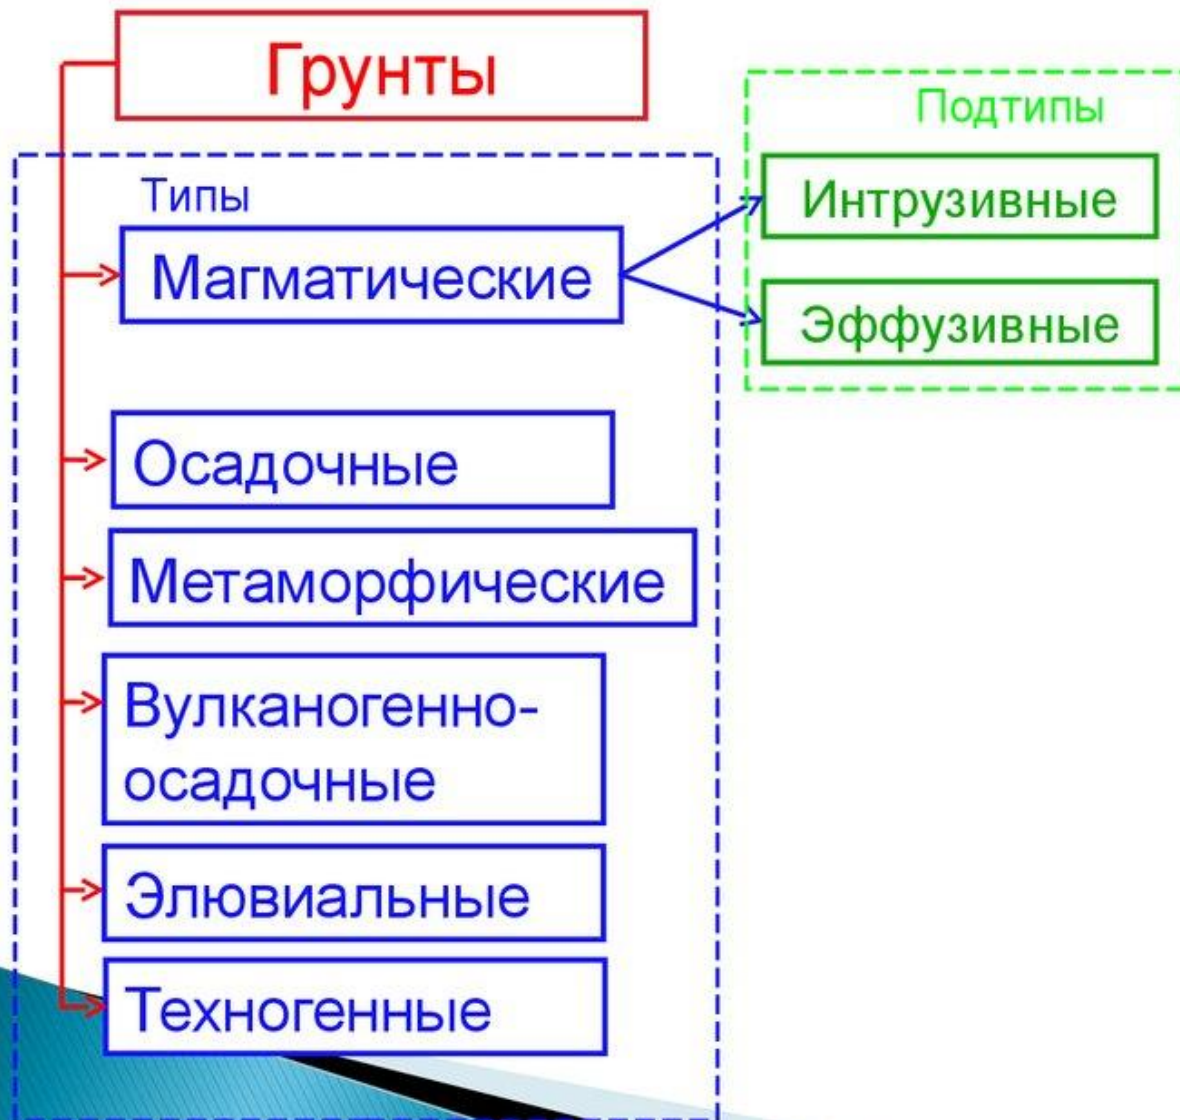 Грунты
Подтипы
Типы
Интрузивные
Магматические
Эффузивные
Осадочные
Метаморфические
Вулканогенно-
осадочные
Элювиальные
Техногенные